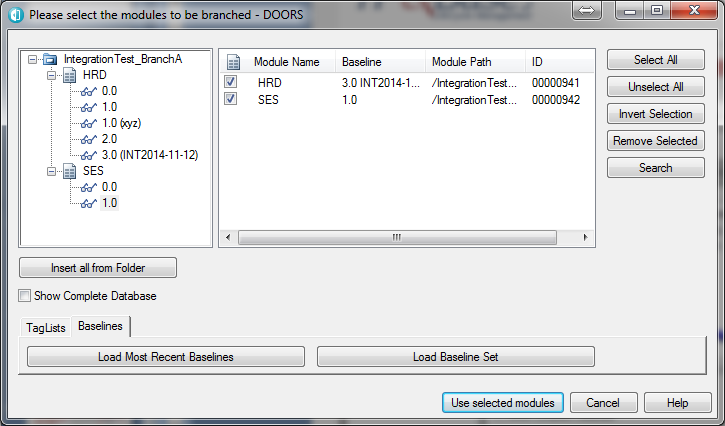 Please select the modules to be branched - DOORS
IntegrationTest_BranchA
HRD
0.0
1.0
1.0 (xyz)
2.0
3.0 (INT2014-11-12)
SES
0.0
1.0
Module Name Baseline Module Path ID
HRD 3.0 INT2014-1... /IntegrationTest... 00000941
SES 1.0 /IntegrationTest... 00000942
Select All
Unselect All
Invert Selection
Remove Selected
Search
Insert all from Folder
Show Complete Database
TagLists Baselines
Load Most Recent Baselines Load Baseline Set
Use selected modules Cancel Help